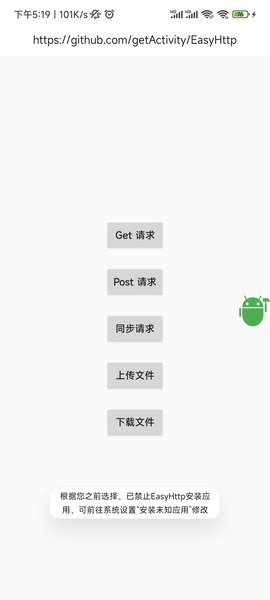 下午5:19 | 101K/s
https://github.com/getActivity/EasyHttp
Get 请求
Post 请求
同步请求
上传文件
下载文件
根据您之前选择，已禁止EasyHttp安装应
用，可前往系统设置“安装未知应用”修改